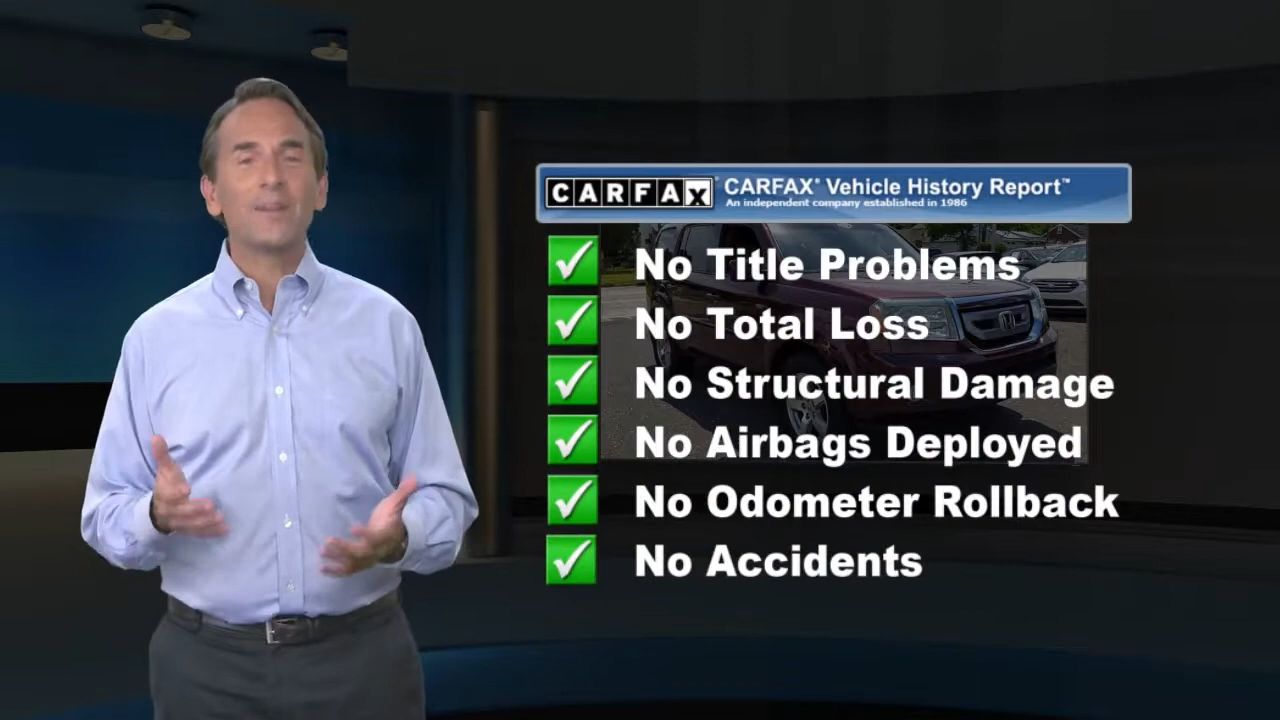 CARFAX CARFAX® Vehicle History Report™
An independent company established in 1986
No Title Problems
No Total Loss
No Structural Damage
No Airbags Deployed
No Odometer Rollback
No Accidents